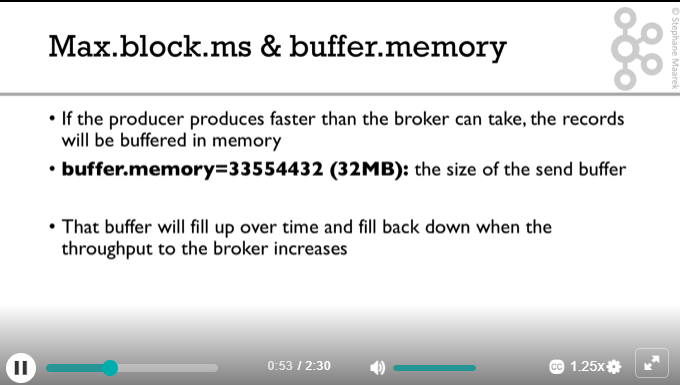 © Stephane Maarek
Max.block.ms & buffer.memory
• If the producer produces faster than the broker can take, the records
will be buffered in memory
• buffer.memory=33554432 (32MB): the size of the send buffer
• That buffer will fill up over time and fill back down when the
throughput to the broker increases
0:53 / 2:30
CC
1.25x